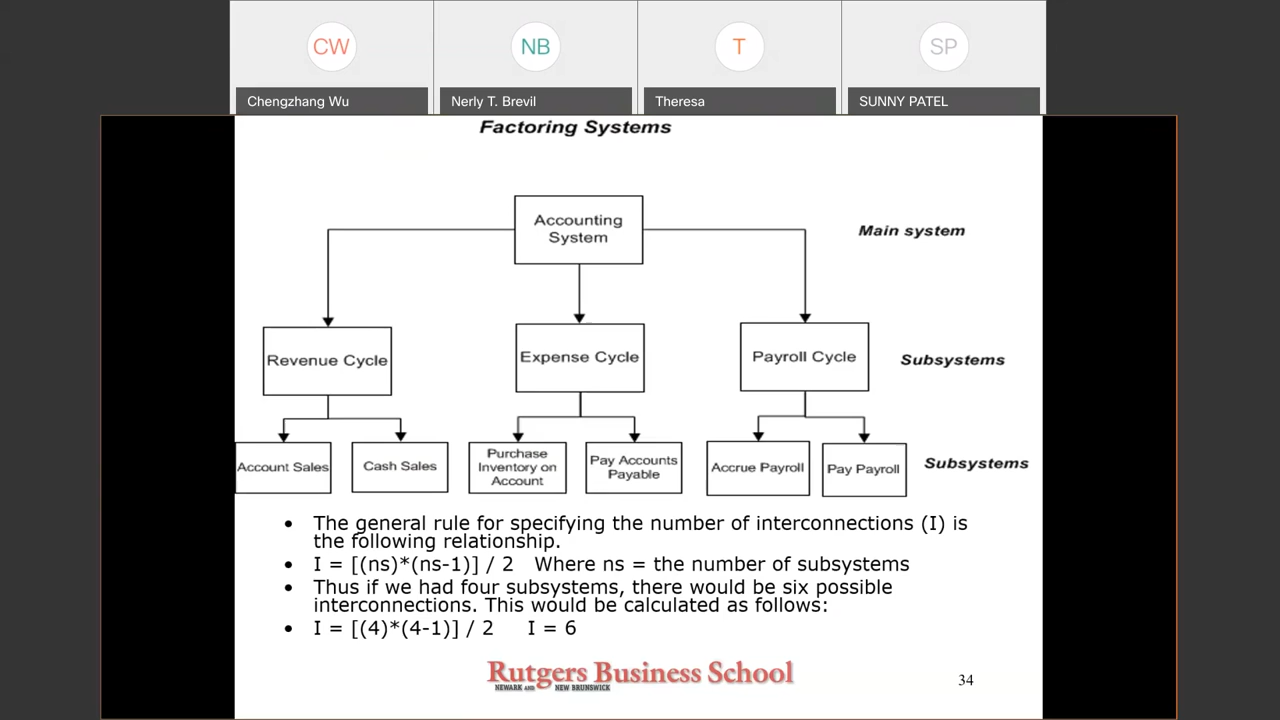 CW
NB
T
SP
Chengzhang Wu
Nerly T. Brevil
Theresa
SUNNY PATEL
Factoring Systems
Accounting
System
Main system
Revenue Cycle
Expense Cycle
Payroll Cycle
Subsystems
Account Sales
Cash Sales
Purchase
Inventory on
Account
Pay Accounts
Payable
Accrue Payroll
Pay Payroll
Subsystems
• The general rule for specifying the number of interconnections (I) is
the following relationship.
• I = [(ns)*(ns-1)] / 2 Where ns = the number of subsystems
• Thus if we had four subsystems, there would be six possible
interconnections. This would be calculated as follows:
• I = [(4)*(4-1)] / 2 I = 6
Rutgers Business School
NEWARK AND NEW BRUNSWICK
34